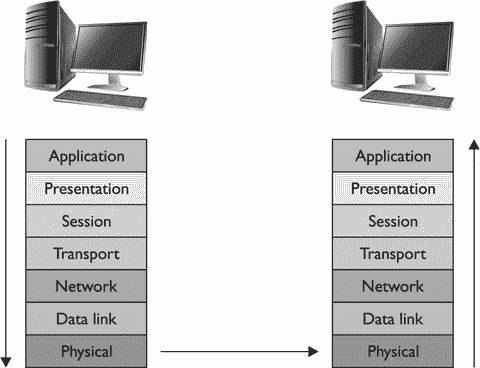 Application
Presentation
Session
Transport
Network
Data link
Physical
Application
Presentation
Session
Transport
Network
Data link
Physical